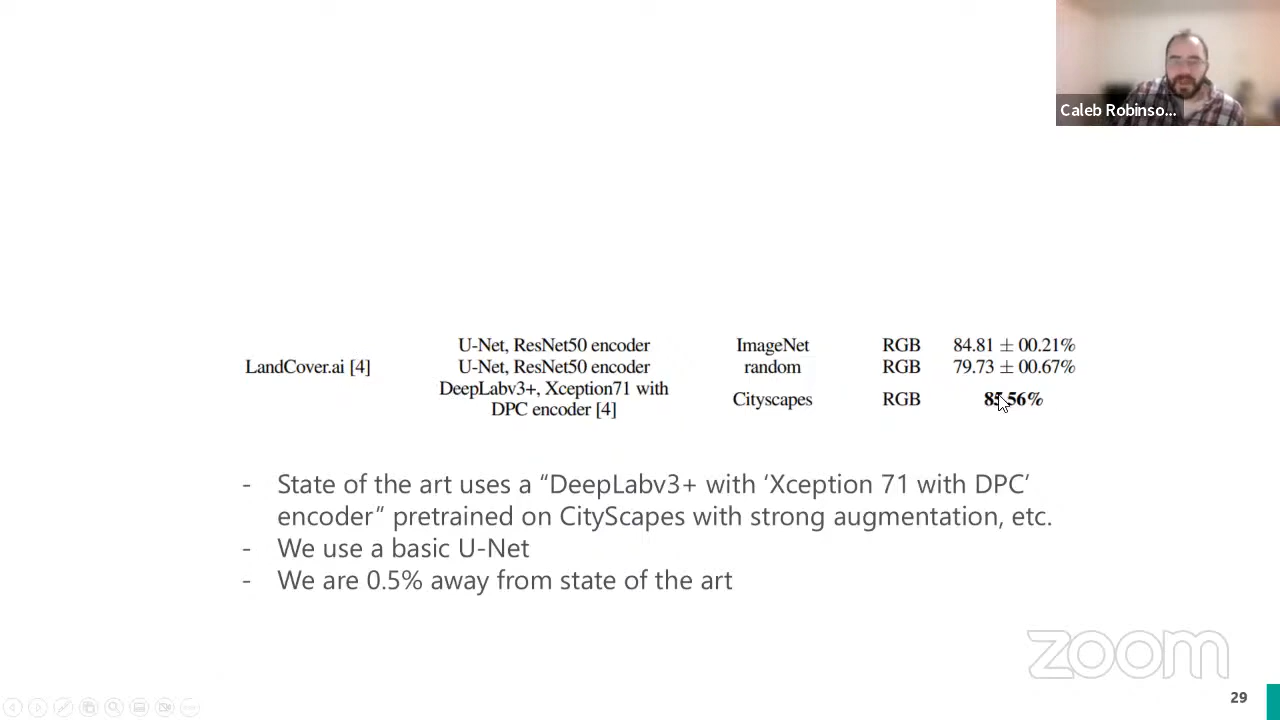 Caleb Robinso...
U-Net, ResNet50 encoder ImageNet RGB 84.81 ± 00.21%
LandCover.ai [4] U-Net, ResNet50 encoder random RGB 79.73 ± 00.67%
DeepLabv3+, Xception71 with
DPC encoder [4] Cityscapes RGB 85.56%
- State of the art uses a “DeepLabv3+ with ‘Xception 71 with DPC’
encoder” pretrained on CityScapes with strong augmentation, etc.
- We use a basic U-Net
- We are 0.5% away from state of the art
zoom
29